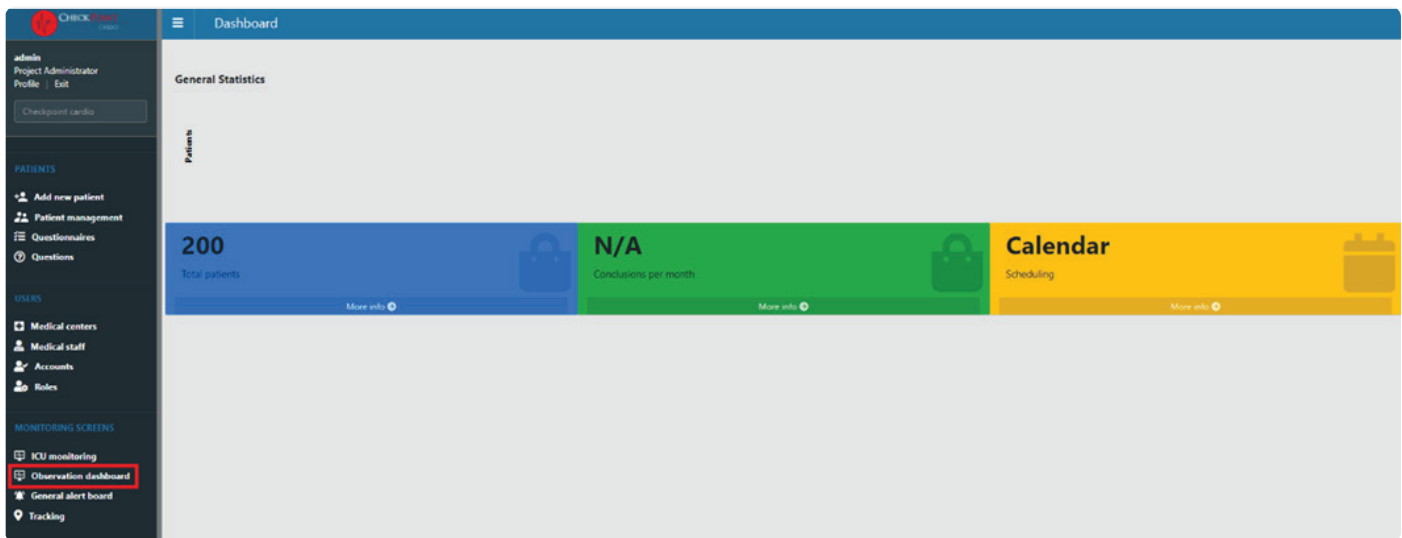 CHECKPOINT
CARDIO
Dashboard
admin
Project Administrator
Profile | Exit
Checkpoint cardio
PATIENTS
Add new patient
Patient management
Questionnaires
Questions
USERS
Medical centers
Medical staff
Accounts
Roles
MONITORING SCREENS
ICU monitoring
Observation dashboard
General alert board
Tracking
General Statistics
Patients
200
Total patients
More info
N/A
Conclusions per month
More info
Calendar
Scheduling
More info